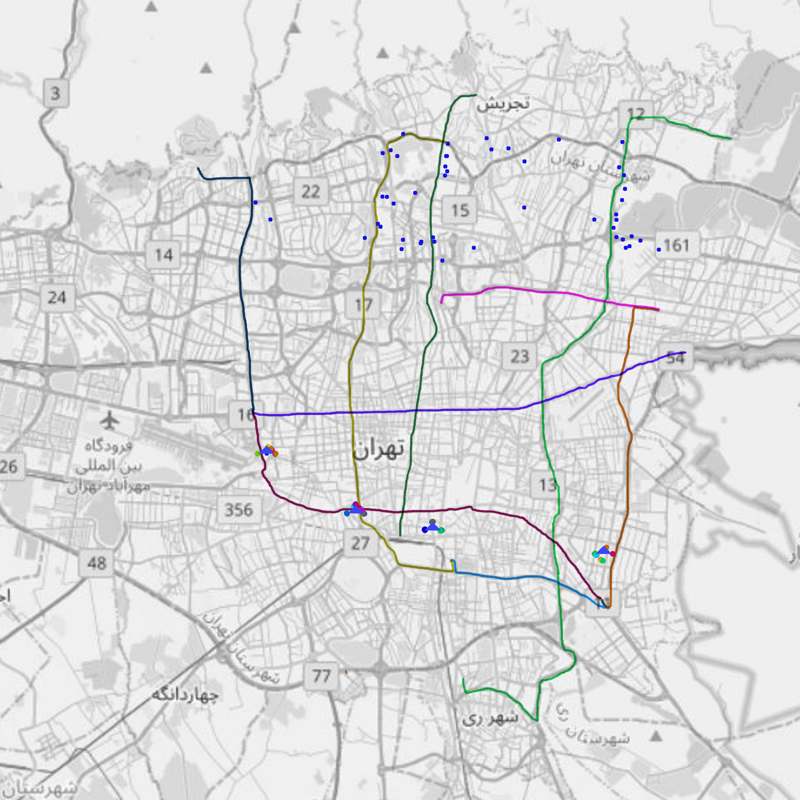 3
تجریش
12
شهرستان تهران
22
15
14
161
24
17
23
54
16
فرودگاه
بین المللی
مهرآباد تهران
تهران
26
13
356
27
48
شهرستان تهران
77
چهاردانگه
شهر ری
شهرستان ری
شهرستان